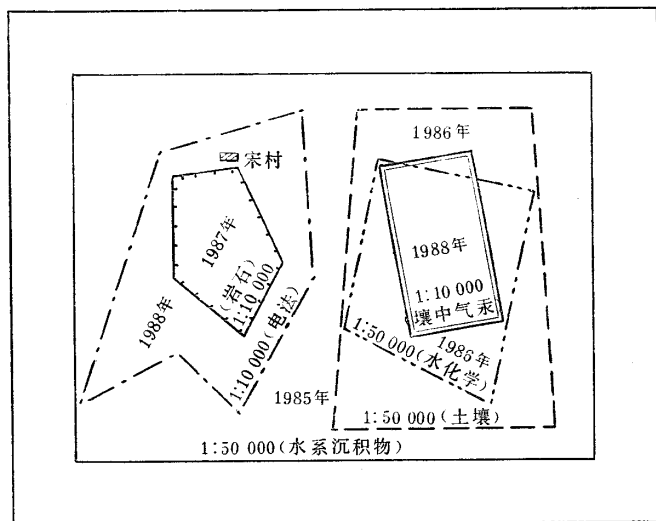 1986年
宋村
1987年
(岩石)
1:10 000
1988年
1:10 000
壤中气汞
1988年
1:10 000(电法)
1986年
1:50 000(水化学)
1985年
1:50 000(土壤)
1:50 000(水系沉积物)